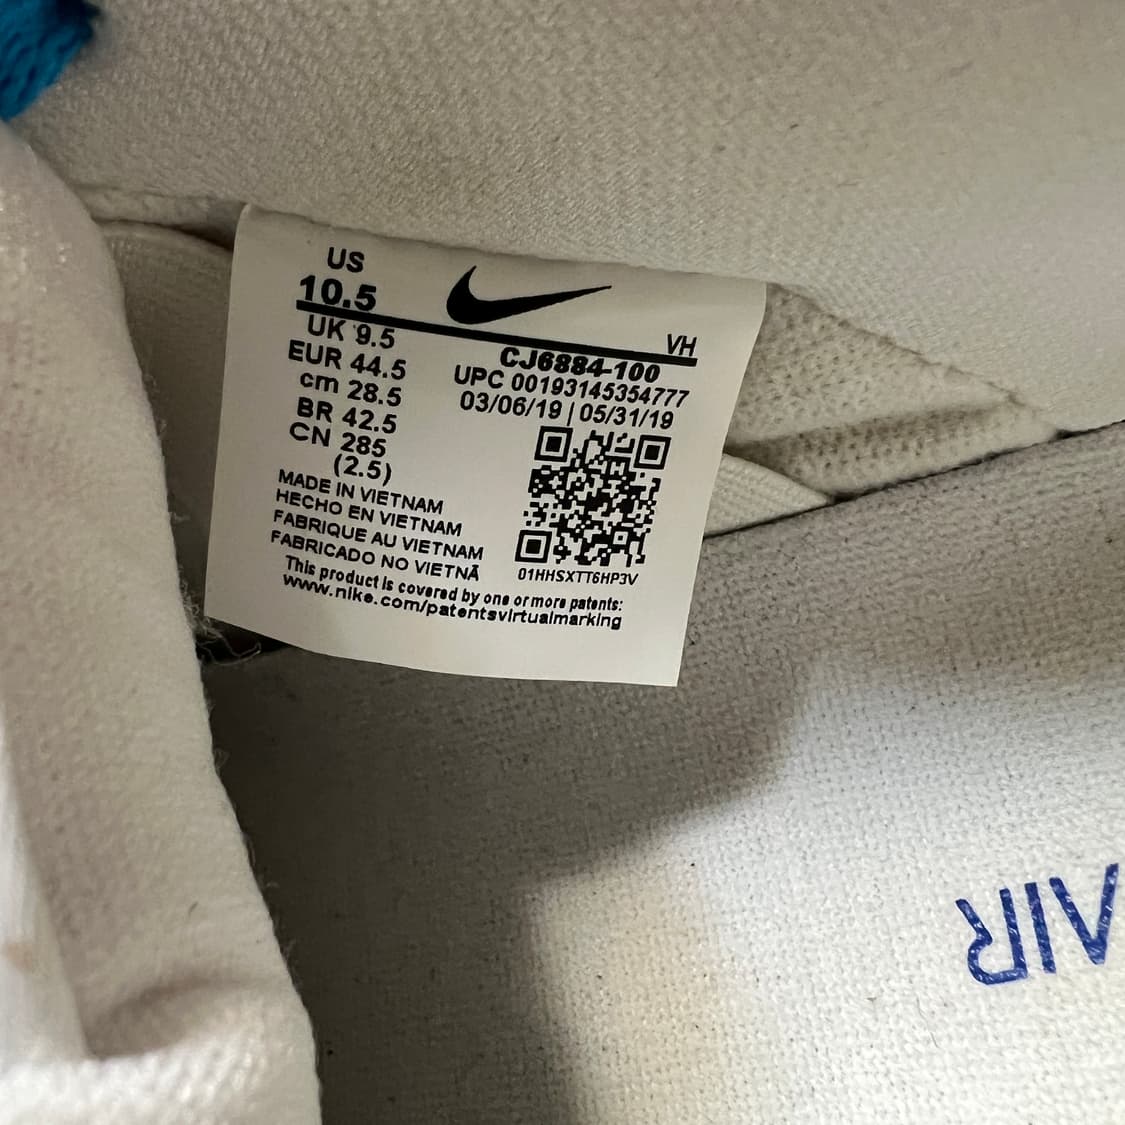 US
10.5
UK 9.5
EUR 44.5
cm 28.5
BR 42.5
CN 285
(2.5)
VH
CJ6884-100
UPC 00193145354777
03/06/19 | 05/31/19
01HHSXTT6HP3V
MADE IN VIETNAM
HECHO EN VIETNAM
FABRIQUE AU VIETNAM
FABRICADO NO VIETNÃ
This product is covered by one or more patents:
www.nike.com/patentsvirtualmarking
AIR